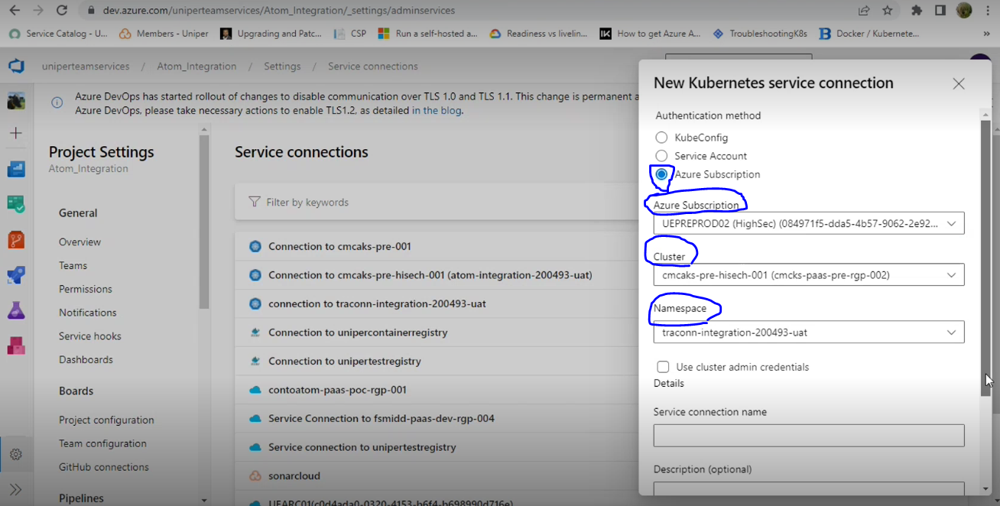 dev.azure.com/uniperteamservices/Atom_Integration/_settings/adminservices
Service Catalog - U...
Members - Uniper
Upgrading and Patc...
CSP
Run a self-hosted a...
Readiness vs livelin...
How to get Azure A...
TroubleshootingK8s
Docker / Kubernete...
»
uniperteamservices / Atom_Integration / Settings / Service connections
Azure DevOps has started rollout of changes to disable communication over TLS 1.0 and TLS 1.1. This change is permanent a
Azure DevOps, please take necessary actions to enable TLS1.2, as detailed in the blog.
Project Settings
Atom_Integration
General
Overview
Teams
Permissions
Notifications
Service hooks
Dashboards
Boards
Project configuration
Team configuration
GitHub connections
Pipelines
Service connections
Filter by keywords
Connection to cmcaks-pre-001
Connection to cmcaks-pre-hisech-001 (atom-integration-200493-uat)
connection to traconn-integration-200493-uat
Connection to unipercontainerregistry
Connection to unipertestregistry
contoatom-paas-poc-rgp-001
Service Connection to fsmidd-paas-dev-rgp-004
Service connection to unipertestregistry
sonarcloud
UEARC01(c0d4ada0-0320-4153-b6f4-b698990d716e)
New Kubernetes service connection
Authentication method
KubeConfig
Service Account
Azure Subscription
Azure Subscription
UEPREPROD02 (HighSec) (084971f5-dda5-4b57-9062-2e92...
Cluster
cmcaks-pre-hisech-001 (cmcks-paas-pre-rgp-002)
Namespace
traconn-integration-200493-uat
Use cluster admin credentials
Details
Service connection name
Description (optional)